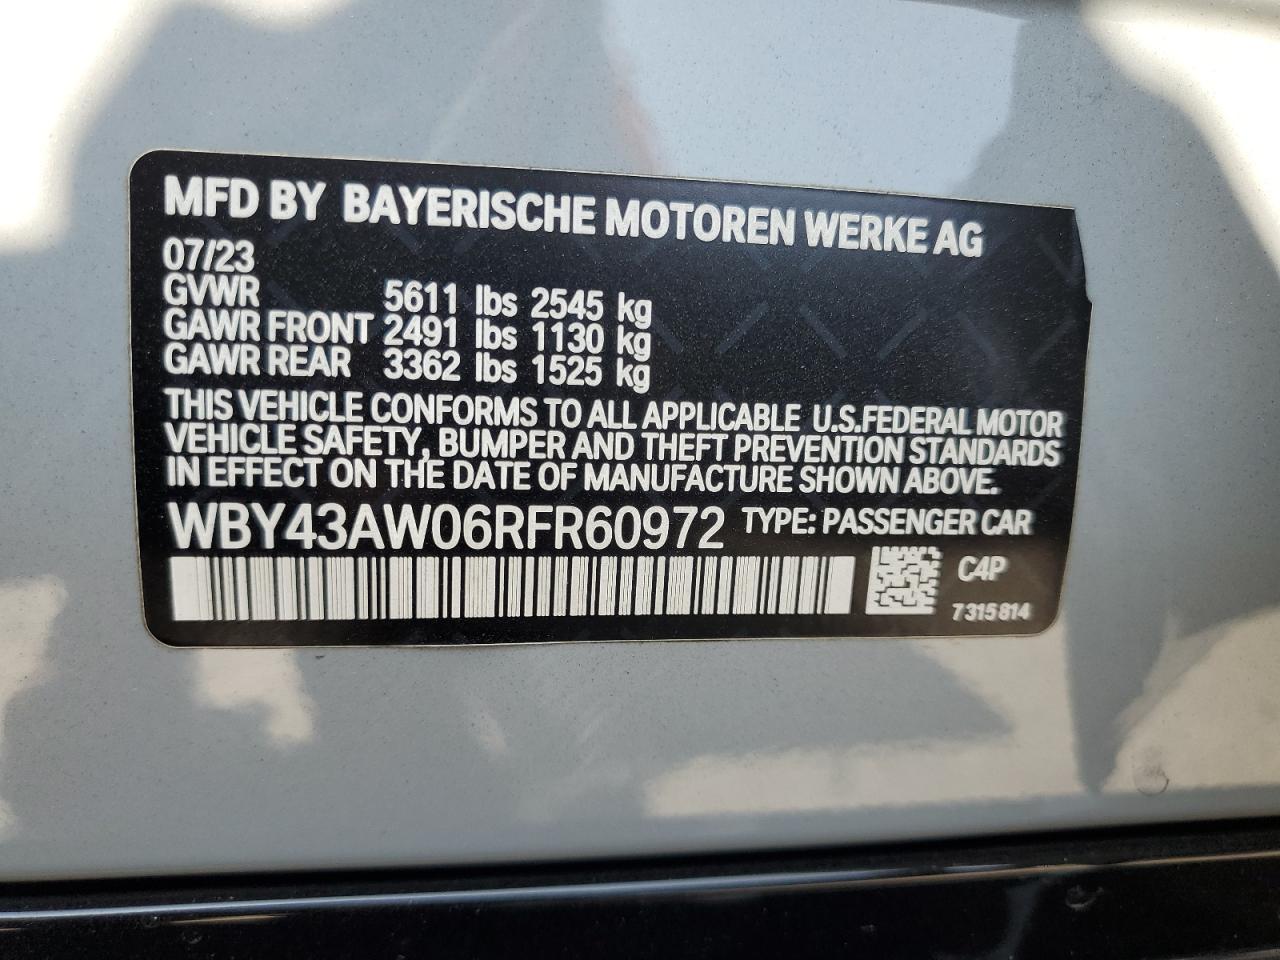 MFD BY BAYERISCHE MOTOREN WERKE AG
07/23
GVWR 5611 lbs 2545 kg
GAWR FRONT 2491 lbs 1130 kg
GAWR REAR 3362 lbs 1525 kg
THIS VEHICLE CONFORMS TO ALL APPLICABLE U.S.FEDERAL MOTOR
VEHICLE SAFETY, BUMPER AND THEFT PREVENTION STANDARDS
IN EFFECT ON THE DATE OF MANUFACTURE SHOWN ABOVE.
WBY43AW06RFR60972 TYPE: PASSENGER CAR
C4P
7315814